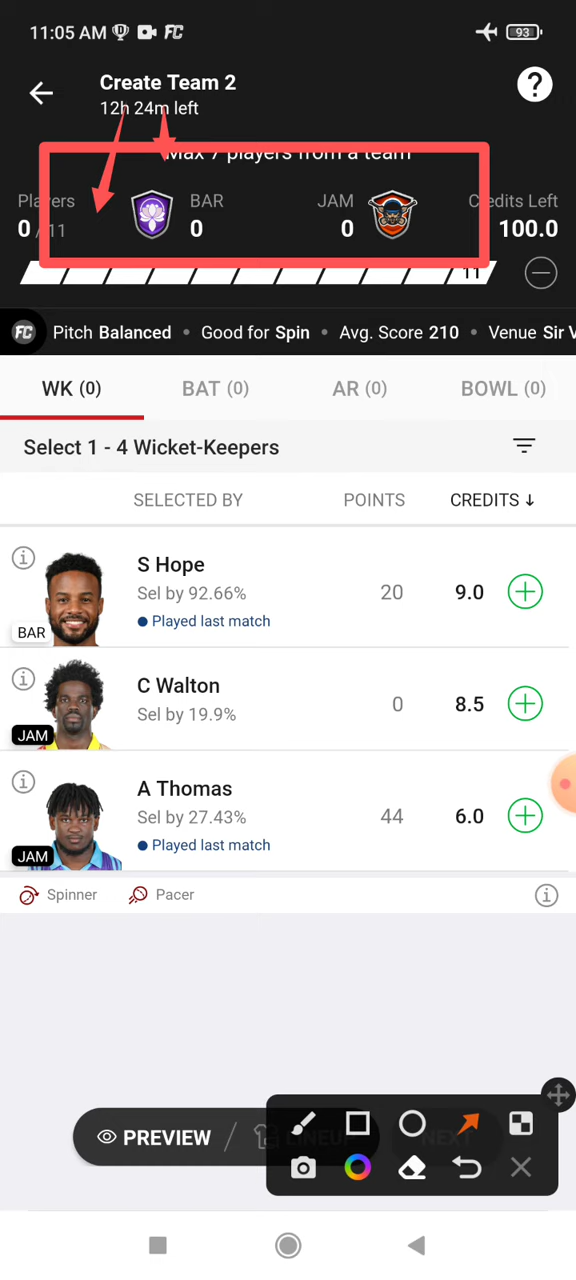 11:05 AM FC 93
Create Team 2
12h 24m left
Max 7 players from a team
Players BAR JAM Credits Left
0 / 11 0 0 100.0
11
FC Pitch Balanced • Good for Spin • Avg. Score 210 • Venue Sir V
WK (0) BAT (0) AR (0) BOWL (0)
Select 1 - 4 Wicket-Keepers
SELECTED BY POINTS CREDITS ↓
S Hope
Sel by 92.66% 20 9.0
Played last match
BAR
C Walton
Sel by 19.9% 0 8.5
JAM
A Thomas
Sel by 27.43% 44 6.0
Played last match
JAM
Spinner Pacer
PREVIEW / LINEUP NEXT